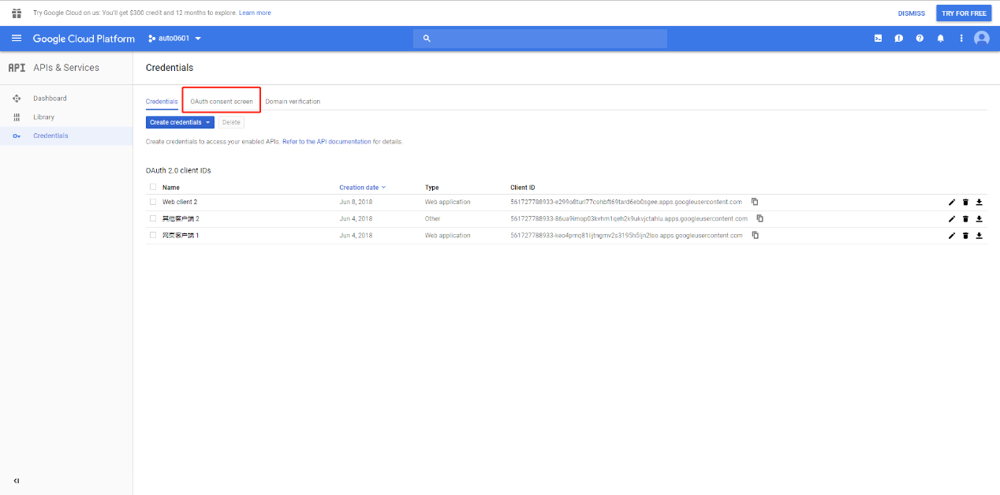 Try Google Cloud on us: You'll get $300 credit and 12 months to explore. Learn more
DISMISS
TRY FOR FREE
Google Cloud Platform
auto0601
API
APIs & Services
Credentials
Dashboard
Library
Credentials
Credentials
OAuth consent screen
Domain verification
Create credentials
Delete
Create credentials to access your enabled APIs. Refer to the API documentation for details.
OAuth 2.0 client IDs
Name Creation date Type Client ID
Web client 2 Jun 8, 2018 Web application 561727788933-e299o8turl77cohbft69tard6eb0sgee.apps.googleusercontent.com
其他客户端 2 Jun 4, 2018 Other 561727788933-86ua9imop03kvhm1qeh2k9ukvjctahlu.apps.googleusercontent.com
网页客户端 1 Jun 4, 2018 Web application 561727788933-keo4pmq81lijtngmv2s3195h5ljn2lso.apps.googleusercontent.com